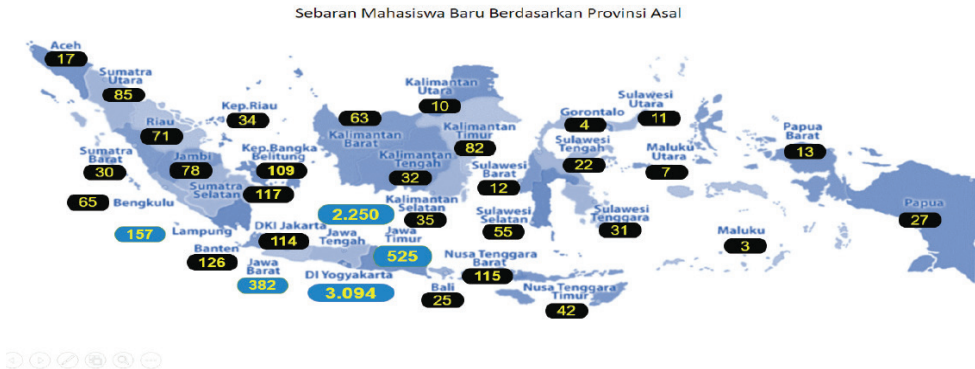 Sebaran Mahasiswa Baru Berdasarkan Provinsi Asal
Aceh
17
Sumatra
Utara
85
Kep.Riau
34
Riau
71
Sumatra
Barat
30
Jambi
78
Kep.Bangka
Belitung
109
Sumatra
Selatan
117
65
Bengkulu
157
Lampung
Banten
126
DKI Jakarta
114
Jawa
Barat
382
2.250
Jawa
Tengah
DI Yogyakarta
3.094
Jawa
Timur
525
63
Kalimantan
Barat
Kalimantan
Utara
10
Kalimantan
Timur
82
Kalimantan
Tengah
32
Kalimantan
Selatan
35
Gorontalo
4
Sulawesi
Utara
11
Sulawesi
Tengah
22
Sulawesi
Barat
12
Sulawesi
Selatan
55
Sulawesi
Tenggara
31
Maluku
Utara
7
Papua
Barat
13
Papua
27
Maluku
3
Nusa Tenggara
Barat
115
Bali
25
Nusa Tenggara
Timur
42